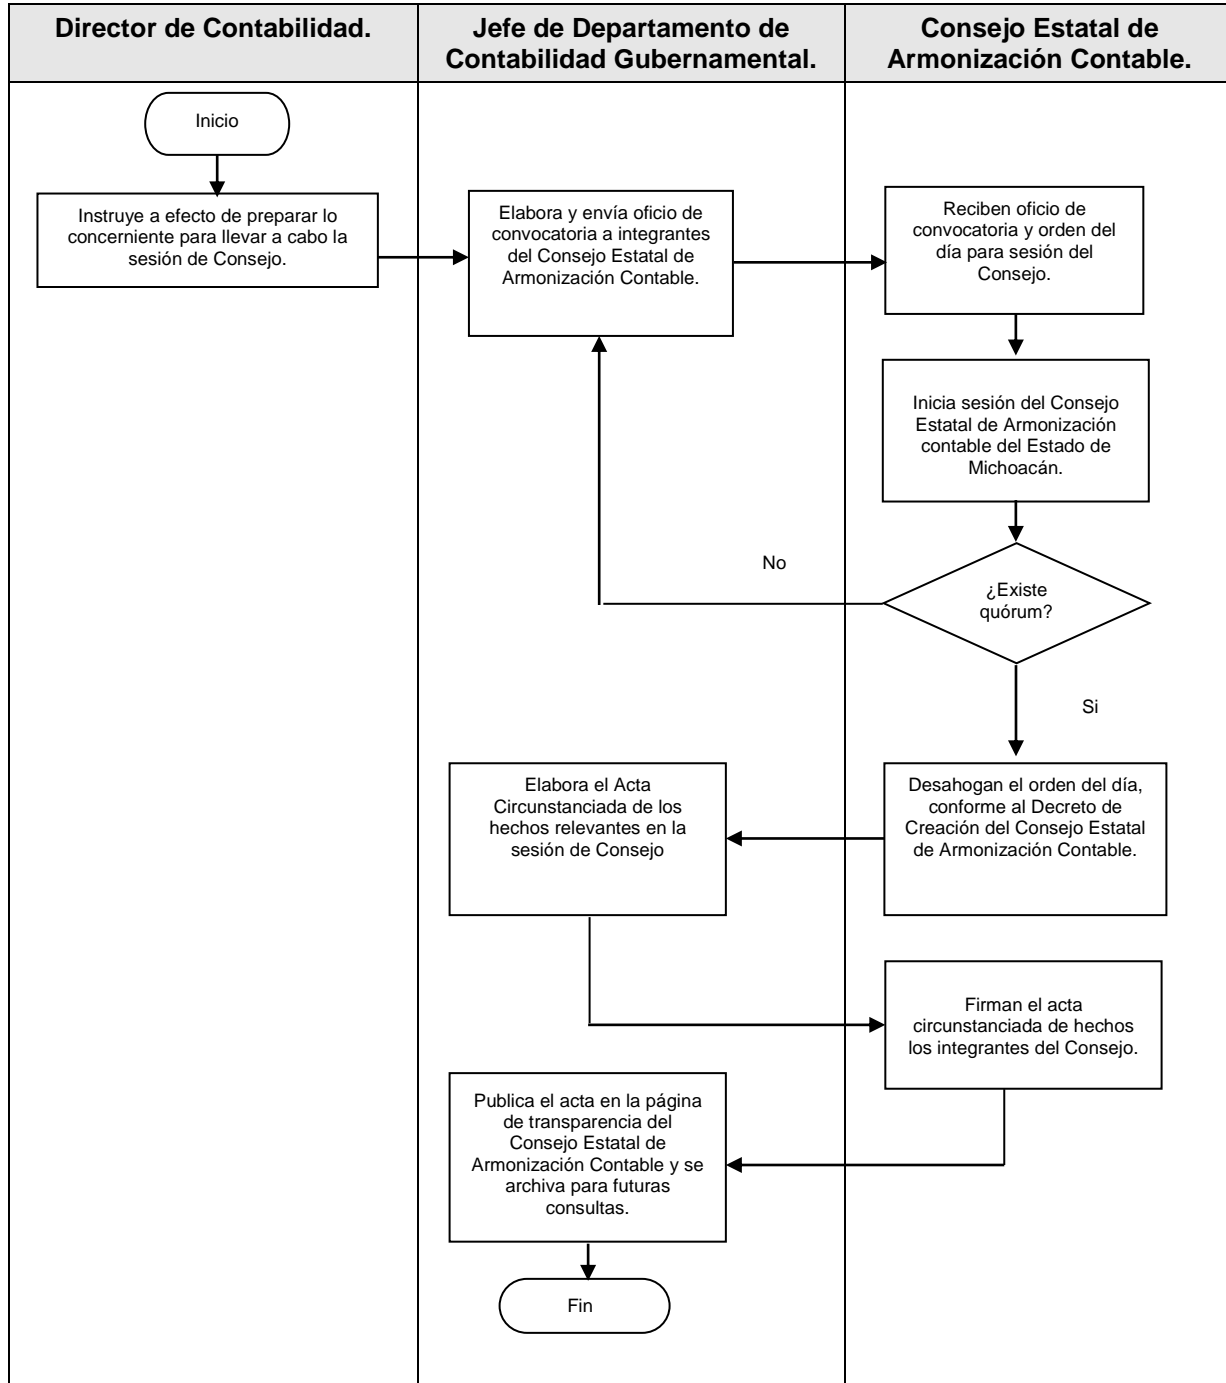 Director de Contabilidad.
Jefe de Departamento de
Contabilidad Gubernamental.
Consejo Estatal de
Armonización Contable.
Inicio
Instruye a efecto de preparar lo
concerniente para llevar a cabo la
sesión de Consejo.
Elabora y envía oficio de
convocatoria a integrantes
del Consejo Estatal de
Armonización Contable.
Reciben oficio de
convocatoria y orden del
día para sesión del
Consejo.
Inicia sesión del Consejo
Estatal de Armonización
contable del Estado de
Michoacán.
No
¿Existe
quórum?
Si
Desahogan el orden del día,
conforme al Decreto de
Creación del Consejo Estatal
de Armonización Contable.
Elabora el Acta
Circunstanciada de los
hechos relevantes en la
sesión de Consejo
Firman el acta
circunstanciada de hechos
los integrantes del Consejo.
Publica el acta en la página
de transparencia del
Consejo Estatal de
Armonización Contable y se
archiva para futuras
consultas.
Fin